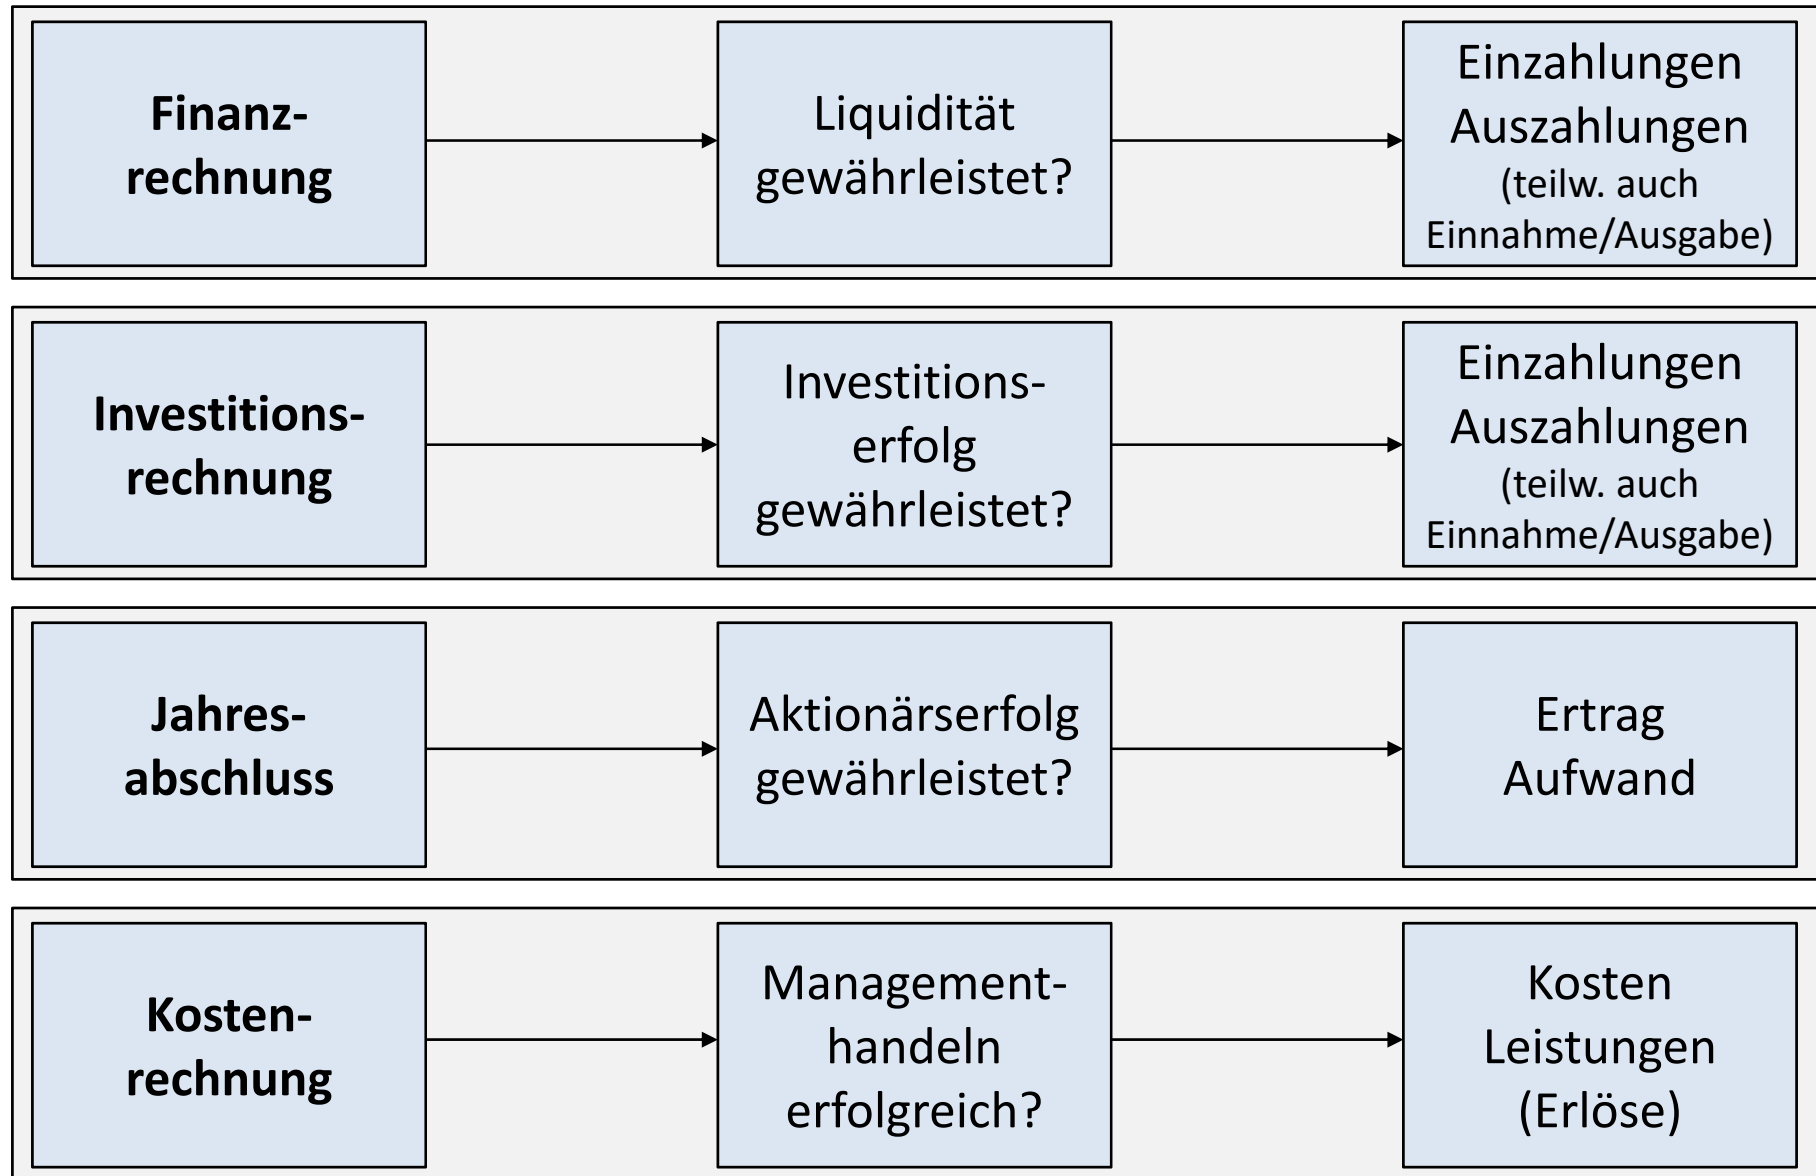 Finanz-
rechnung
Liquidität
gewährleistet?
Einzahlungen
Auszahlungen
(teilw. auch
Einnahme/Ausgabe)
Investitions-
rechnung
Investitions-
erfolg
gewährleistet?
Einzahlungen
Auszahlungen
(teilw. auch
Einnahme/Ausgabe)
Jahres-
abschluss
Aktionärserfolg
gewährleistet?
Ertrag
Aufwand
Kosten-
rechnung
Management-
handeln
erfolgreich?
Kosten
Leistungen
(Erlöse)